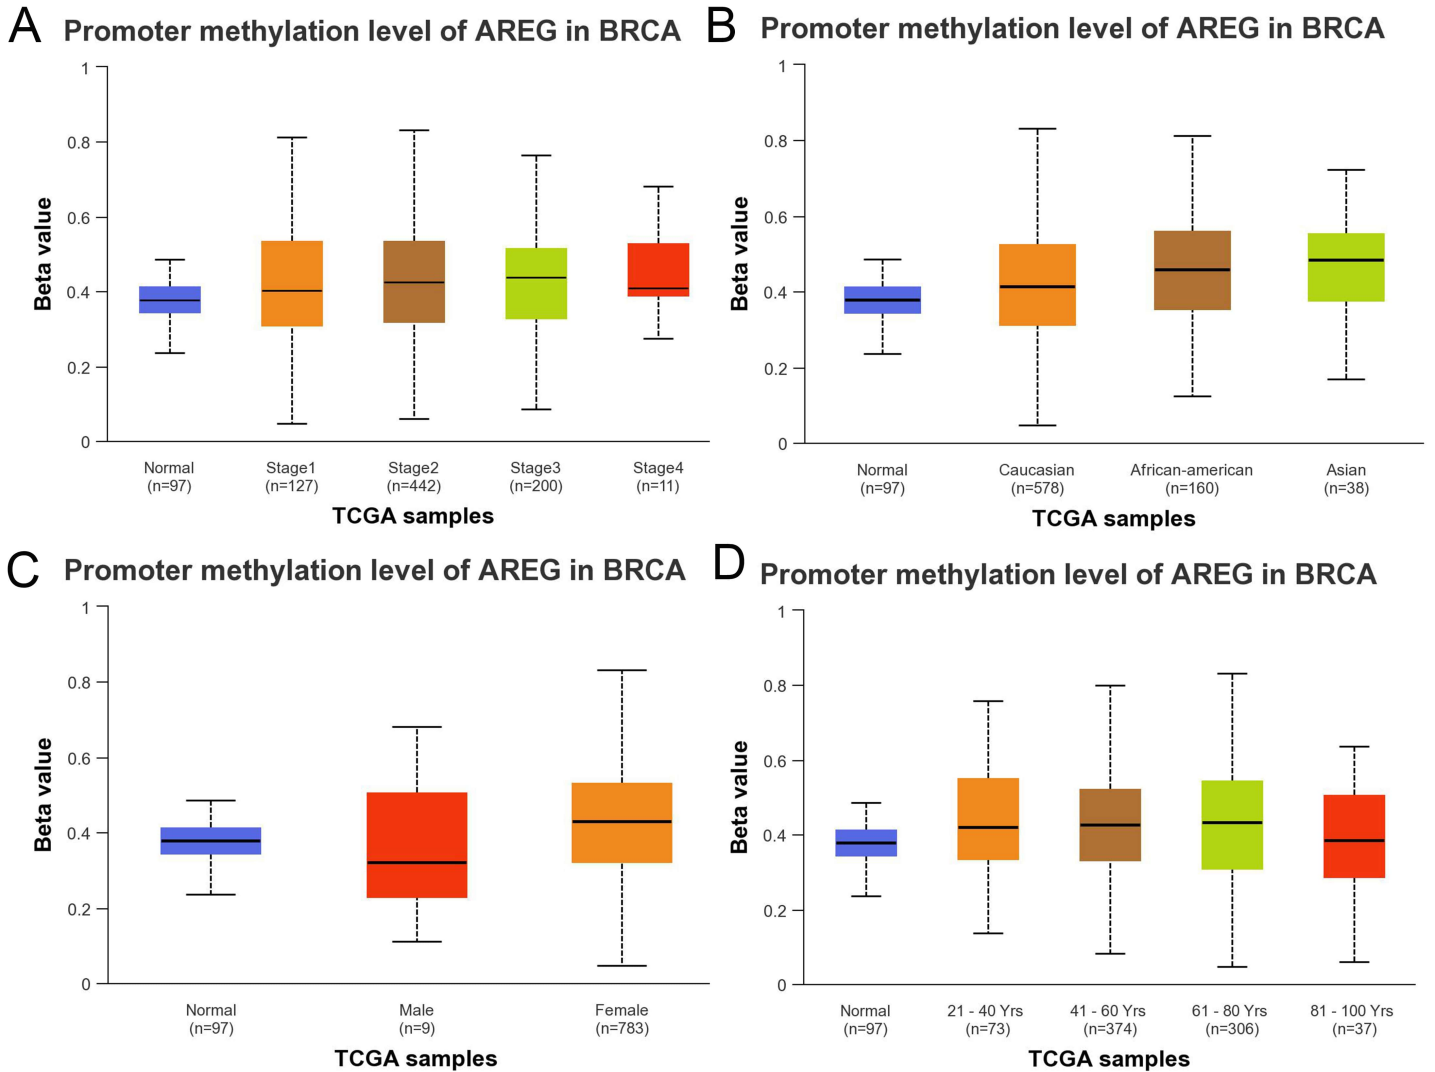 A
Promoter methylation level of AREG in BRCA
1
0.8
0.6
0.4
0.2
0
Beta value
Normal
(n=97)
Stage1
(n=127)
Stage2
(n=442)
Stage3
(n=200)
Stage4
(n=11)
TCGA samples
B
Promoter methylation level of AREG in BRCA
1
0.8
0.6
0.4
0.2
0
Beta value
Normal
(n=97)
Caucasian
(n=578)
African-american
(n=160)
Asian
(n=38)
TCGA samples
C
Promoter methylation level of AREG in BRCA
1
0.8
0.6
0.4
0.2
0
Beta value
Normal
(n=97)
Male
(n=9)
Female
(n=783)
TCGA samples
D
Promoter methylation level of AREG in BRCA
1
0.8
0.6
0.4
0.2
0
Beta value
Normal
(n=97)
21 - 40 Yrs
(n=73)
41 - 60 Yrs
(n=374)
61 - 80 Yrs
(n=306)
81 - 100 Yrs
(n=37)
TCGA samples